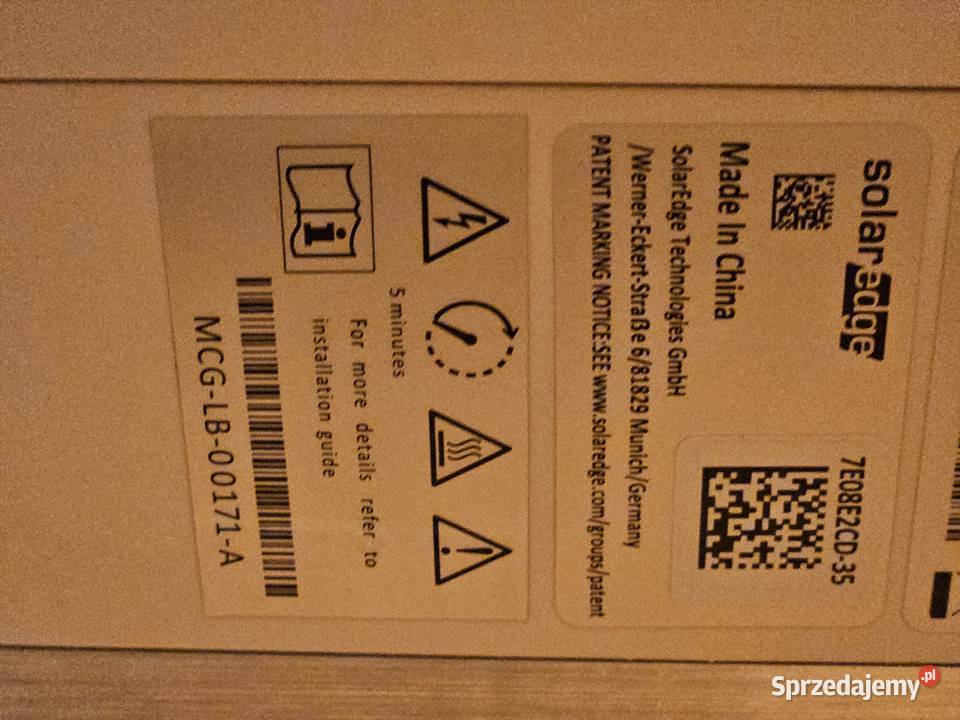 solaredge
7E08E2CD-35
Made In China
SolarEdge Technologies GmbH
/Werner-Eckert-Straße 6/81829 Munich/Germany
PATENT MARKING NOTICE:SEE www.solaredge.com/groups/patent
5 minutes
For more details refer to
installation guide
MCG-LB-00171-A
Sprzedajemy.pl